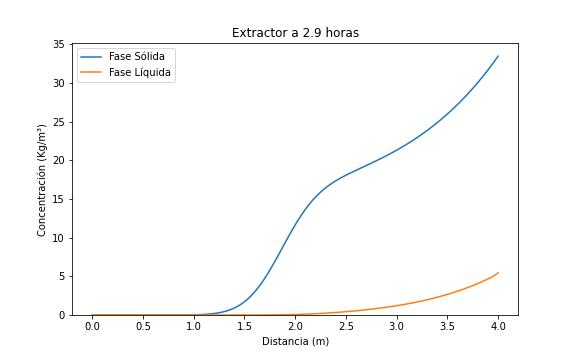 Extractor a 2.9 horas
Fase Sólida
Fase Líquida
Concentración (Kg/m³)
35
30
25
20
15
10
5
0
0.0 0.5 1.0 1.5 2.0 2.5 3.0 3.5 4.0
Distancia (m)